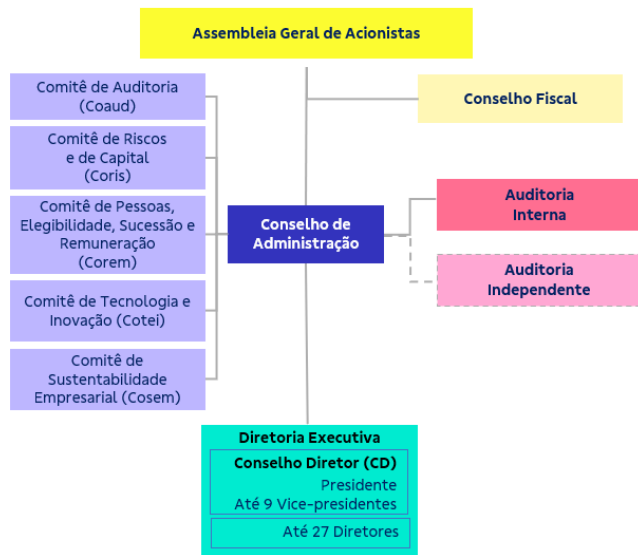 Assembleia Geral de Acionistas
Comitê de Auditoria
(Coaud)
Conselho Fiscal
Comitê de Riscos
e de Capital
(Coris)
Comitê de Pessoas,
Elegibilidade, Sucessão e
Remuneração
(Corem)
Conselho de
Administração
Auditoria
Interna
Auditoria
Independente
Comitê de Tecnologia e
Inovação (Cotei)
Comitê de
Sustentabilidade
Empresarial (Cosem)
Diretoria Executiva
Conselho Diretor (CD)
Presidente
Até 9 Vice-presidentes
Até 27 Diretores